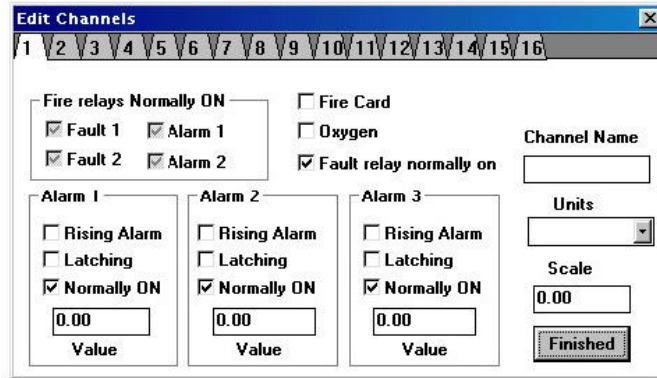 Edit Channels
1 2 3 4 5 6 7 8 9 10 11 12 13 14 15 16
Fire relays Normally ON
Fault 1 Alarm 1
Fault 2 Alarm 2
Fire Card
Oxygen
Fault relay normally on
Channel Name
Alarm 1
Rising Alarm
Latching
Normally ON
0.00
Value
Alarm 2
Rising Alarm
Latching
Normally ON
0.00
Value
Alarm 3
Rising Alarm
Latching
Normally ON
0.00
Value
Units
Scale
0.00
Finished